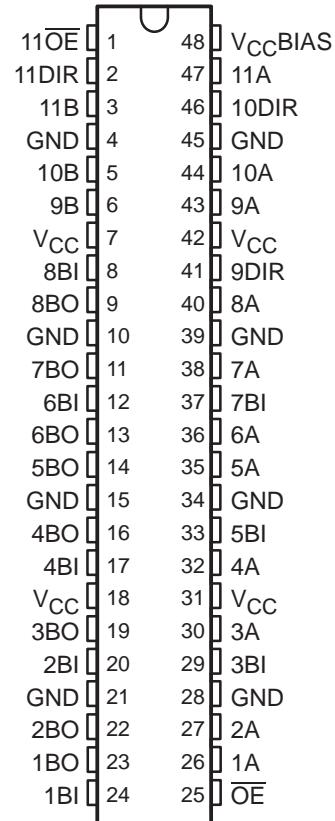 11O̅E̅ 1 48 VCCBIAS
11DIR 2 47 11A
11B 3 46 10DIR
GND 4 45 GND
10B 5 44 10A
9B 6 43 9A
VCC 7 42 VCC
8BI 8 41 9DIR
8BO 9 40 8A
GND 10 39 GND
7BO 11 38 7A
6BI 12 37 7BI
6BO 13 36 6A
5BO 14 35 5A
GND 15 34 GND
4BO 16 33 5BI
4BI 17 32 4A
VCC 18 31 VCC
3BO 19 30 3A
2BI 20 29 3BI
GND 21 28 GND
2BO 22 27 2A
1BO 23 26 1A
1BI 24 25 O̅E̅